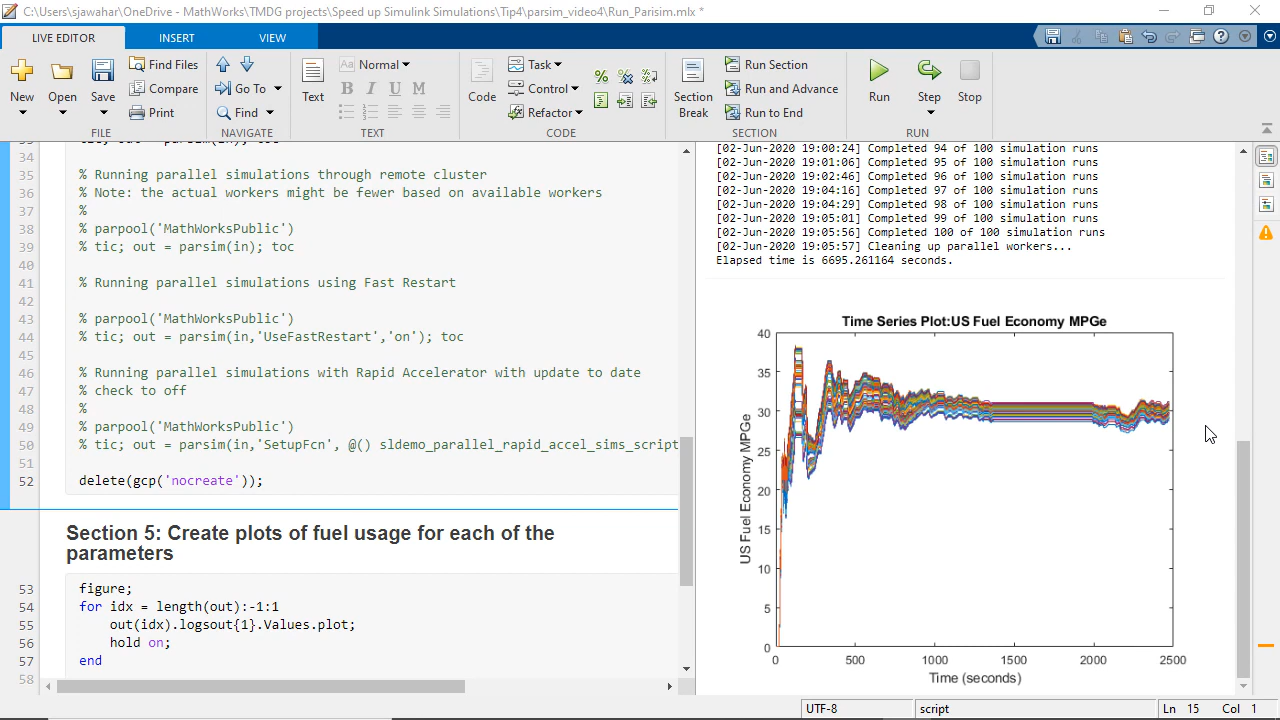 C:\Users\sjawahar\OneDrive - MathWorks\TMDG projects\Speed up Simulink Simulations\Tip4\parsim_video4\Run_Parisim.mlx *
LIVE EDITOR INSERT VIEW
New Open Save Find Files Compare Print FILE
Go To Find NAVIGATE
Text Aa Normal B I U M TEXT
Code Task Control Refactor CODE
Section Break Run Section Run and Advance Run to End SECTION
Run Step Stop RUN
34
35 % Running parallel simulations through remote cluster
36 % Note: the actual workers might be fewer based on available workers
37 %
38 % parpool('MathWorksPublic')
39 % tic; out = parsim(in); toc
40
41 % Running parallel simulations using Fast Restart
42
43 % parpool('MathWorksPublic')
44 % tic; out = parsim(in,'UseFastRestart','on'); toc
45
46 % Running parallel simulations with Rapid Accelerator with update to date
47 % check to off
48 %
49 % parpool('MathWorksPublic')
50 % tic; out = parsim(in,'SetupFcn', @() sldemo_parallel_rapid_accel_sims_script
51
52 delete(gcp('nocreate'));
Section 5: Create plots of fuel usage for each of the
parameters
53 figure;
54 for idx = length(out):-1:1
55 out(idx).logsout{1}.Values.plot;
56 hold on;
57 end
58
[02-Jun-2020 19:00:24] Completed 94 of 100 simulation runs
[02-Jun-2020 19:01:06] Completed 95 of 100 simulation runs
[02-Jun-2020 19:02:46] Completed 96 of 100 simulation runs
[02-Jun-2020 19:04:16] Completed 97 of 100 simulation runs
[02-Jun-2020 19:04:29] Completed 98 of 100 simulation runs
[02-Jun-2020 19:05:01] Completed 99 of 100 simulation runs
[02-Jun-2020 19:05:56] Completed 100 of 100 simulation runs
[02-Jun-2020 19:05:57] Cleaning up parallel workers...
Elapsed time is 6695.261164 seconds.
Time Series Plot:US Fuel Economy MPGe
US Fuel Economy MPGe
40
35
30
25
20
15
10
5
0
0 500 1000 1500 2000 2500
Time (seconds)
UTF-8 script Ln 15 Col 1